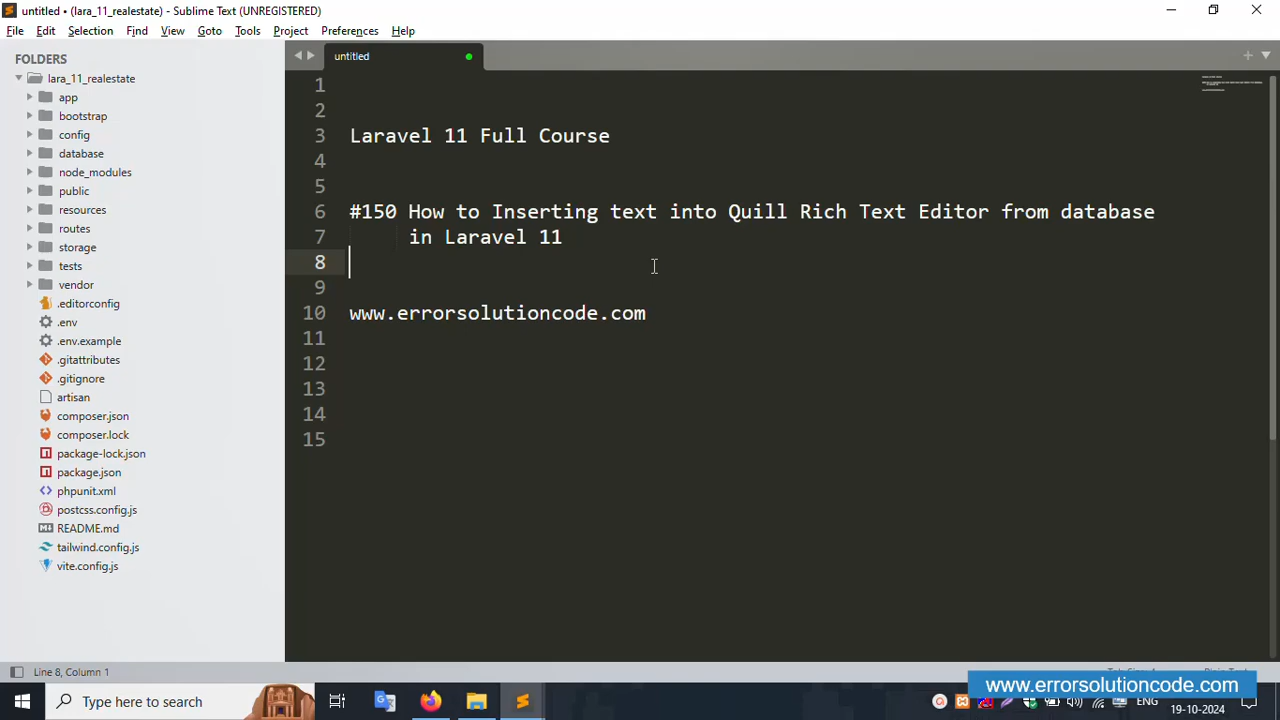 untitled • (lara_11_realestate) - Sublime Text (UNREGISTERED)
File Edit Selection Find View Goto Tools Project Preferences Help
FOLDERS
lara_11_realestate
app
bootstrap
config
database
node_modules
public
resources
routes
storage
tests
vendor
.editorconfig
.env
.env.example
.gitattributes
.gitignore
artisan
composer.json
composer.lock
package-lock.json
package.json
phpunit.xml
postcss.config.js
README.md
tailwind.config.js
vite.config.js
untitled
1
2
3 Laravel 11 Full Course
4
5
6 #150 How to Inserting text into Quill Rich Text Editor from database
7 in Laravel 11
8
9
10 www.errorsolutioncode.com
11
12
13
14
15
Line 8, Column 1
www.errorsolutioncode.com
Type here to search
ENG
19-10-2024